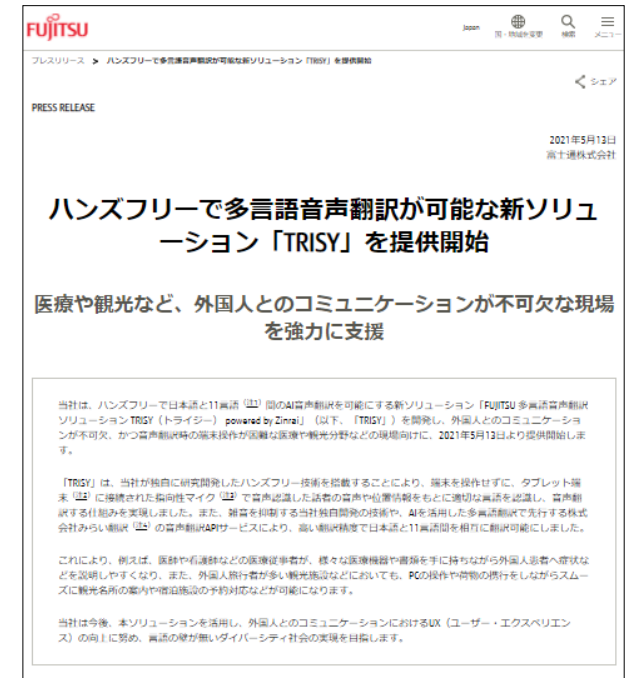 FUJITSU
Japan
国・地域を変更
検索
メニュー
プレスリリース > ハンズフリーで多言語音声翻訳が可能な新ソリューション「TRISY」を提供開始
シェア
PRESS RELEASE
2021年5月13日
富士通株式会社
ハンズフリーで多言語音声翻訳が可能な新ソリュ
ーション「TRISY」を提供開始
医療や観光など、外国人とのコミュニケーションが不可欠な現場
を強力に支援
当社は、ハンズフリーで日本語と11言語（注1）間のAI音声翻訳を可能にする新ソリューション「FUJITSU 多言語音声翻訳
ソリューション TRISY（トライジー） powered by Zinrai」（以下、「TRISY」）を開発し、外国人とのコミュニケーショ
ンが不可欠、かつ音声翻訳時の端末操作が困難な医療や観光分野などの現場向けに、2021年5月13日より提供開始しま
す。
「TRISY」は、当社が独自に研究開発したハンズフリー技術を搭載することにより、端末を操作せずに、タブレット端
末（注2）に接続された指向性マイク（注3）で音声認識した話者の音声や位置情報をもとに適切な言語を認識し、音声翻
訳する仕組みを実現しました。また、雑音を抑制する当社独自開発の技術や、AIを活用した多言語翻訳で先行する株式
会社みらい翻訳（注4）の音声翻訳APIサービスにより、高い翻訳精度で日本語と11言語間を相互に翻訳可能にしました。
これにより、例えば、医師や看護師などの医療従事者が、様々な医療機器や書類を手に持ちながら外国人患者へ症状な
どを説明しやすくなり、また、外国人旅行者が多い観光施設などにおいても、PCの操作や荷物の携行をしながらスムー
ズに観光名所の案内や宿泊施設の予約対応などが可能になります。
当社は今後、本ソリューションを活用し、外国人とのコミュニケーションにおけるUX（ユーザー・エクスペリエン
ス）の向上に努め、言語の壁が無いダイバーシティ社会の実現を目指します。